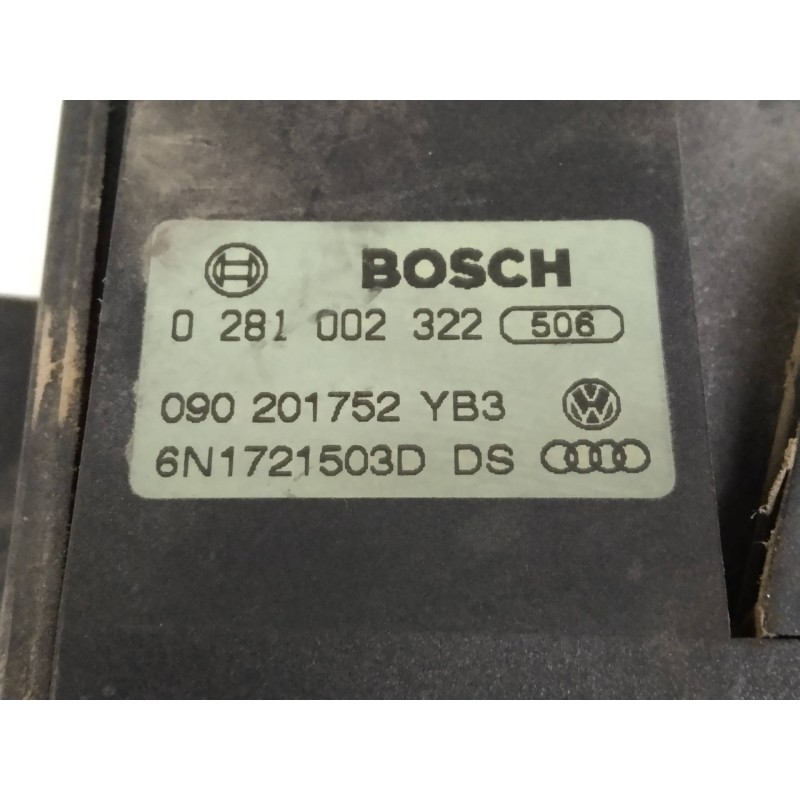 BOSCH
0 281 002 322 506
090 201752 YB3
6N1721503D DS